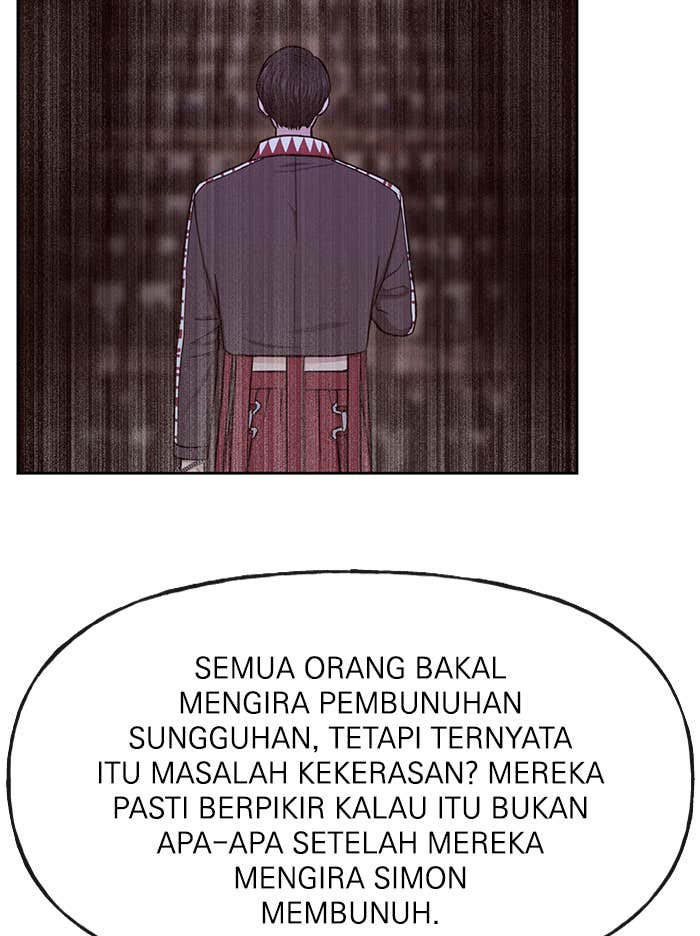 SEMUA ORANG BAKAL
MENGIRA PEMBUNUHAN
SUNGGUHAN, TETAPI TERNYATA
ITU MASALAH KEKERASAN? MEREKA
PASTI BERPIKIR KALAU ITU BUKAN
APA-APA SETELAH MEREKA
MENGIRA SIMON
MEMBUNUH.